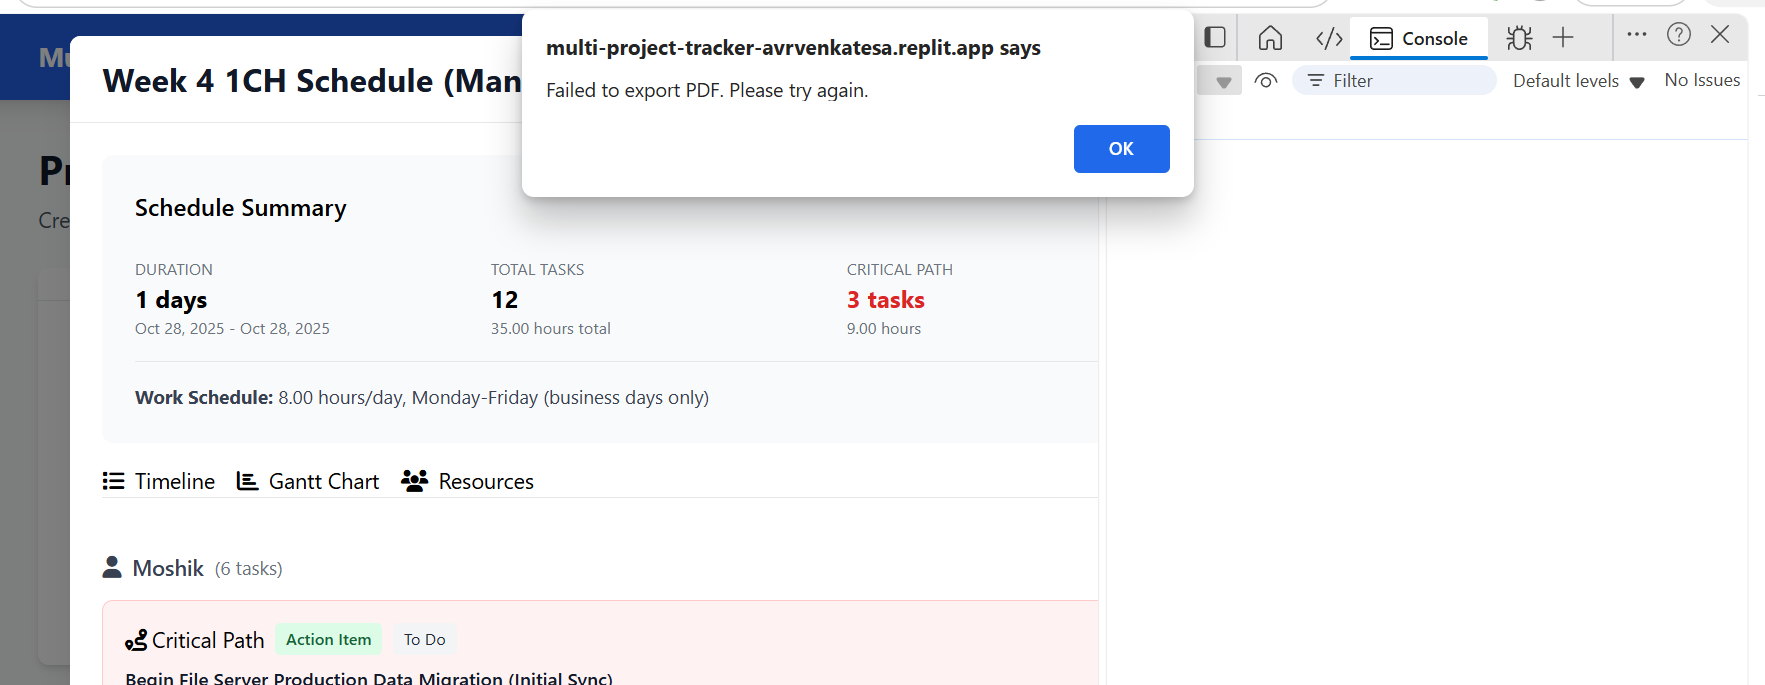 multi-project-tracker-avrvenkatesa.replit.app says
Failed to export PDF. Please try again.
OK
Console
Filter
Default levels
No Issues
Week 4 1CH Schedule (Man
Schedule Summary
DURATION
1 days
Oct 28, 2025 - Oct 28, 2025
TOTAL TASKS
12
35.00 hours total
CRITICAL PATH
3 tasks
9.00 hours
Work Schedule: 8.00 hours/day, Monday-Friday (business days only)
Timeline Gantt Chart Resources
Moshik (6 tasks)
Critical Path Action Item To Do
Begin File Server Production Data Migration (Initial Sync)